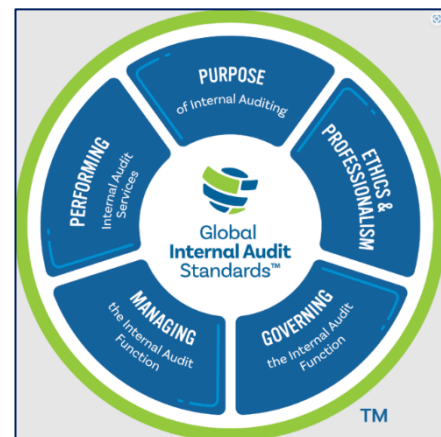 PURPOSE
of Internal Auditing
ETHICS &
PROFESSIONALISM
GOVERNING
the Internal Audit
Function
MANAGING
the Internal Audit
Function
PERFORMING
Internal Audit
Services
Global
Internal Audit
Standards™
TM